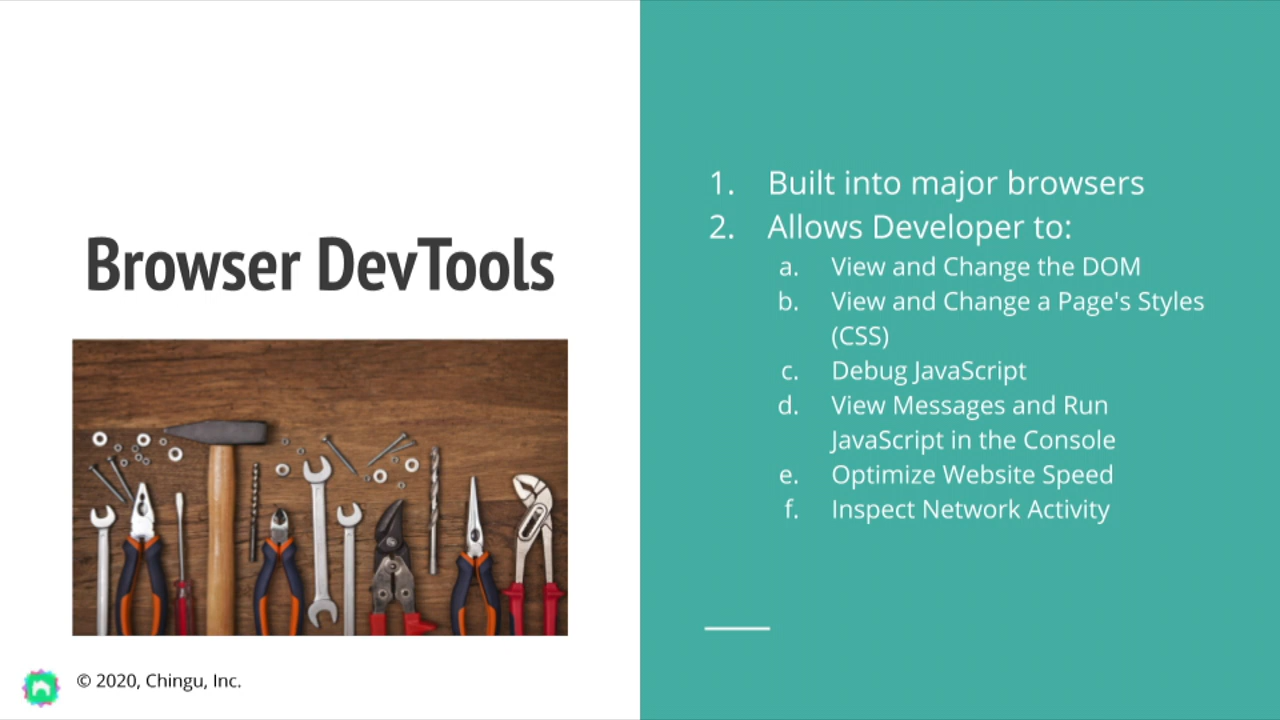 Browser DevTools
© 2020, Chingu, Inc.
1. Built into major browsers
2. Allows Developer to:
a. View and Change the DOM
b. View and Change a Page's Styles
(CSS)
c. Debug JavaScript
d. View Messages and Run
JavaScript in the Console
e. Optimize Website Speed
f. Inspect Network Activity